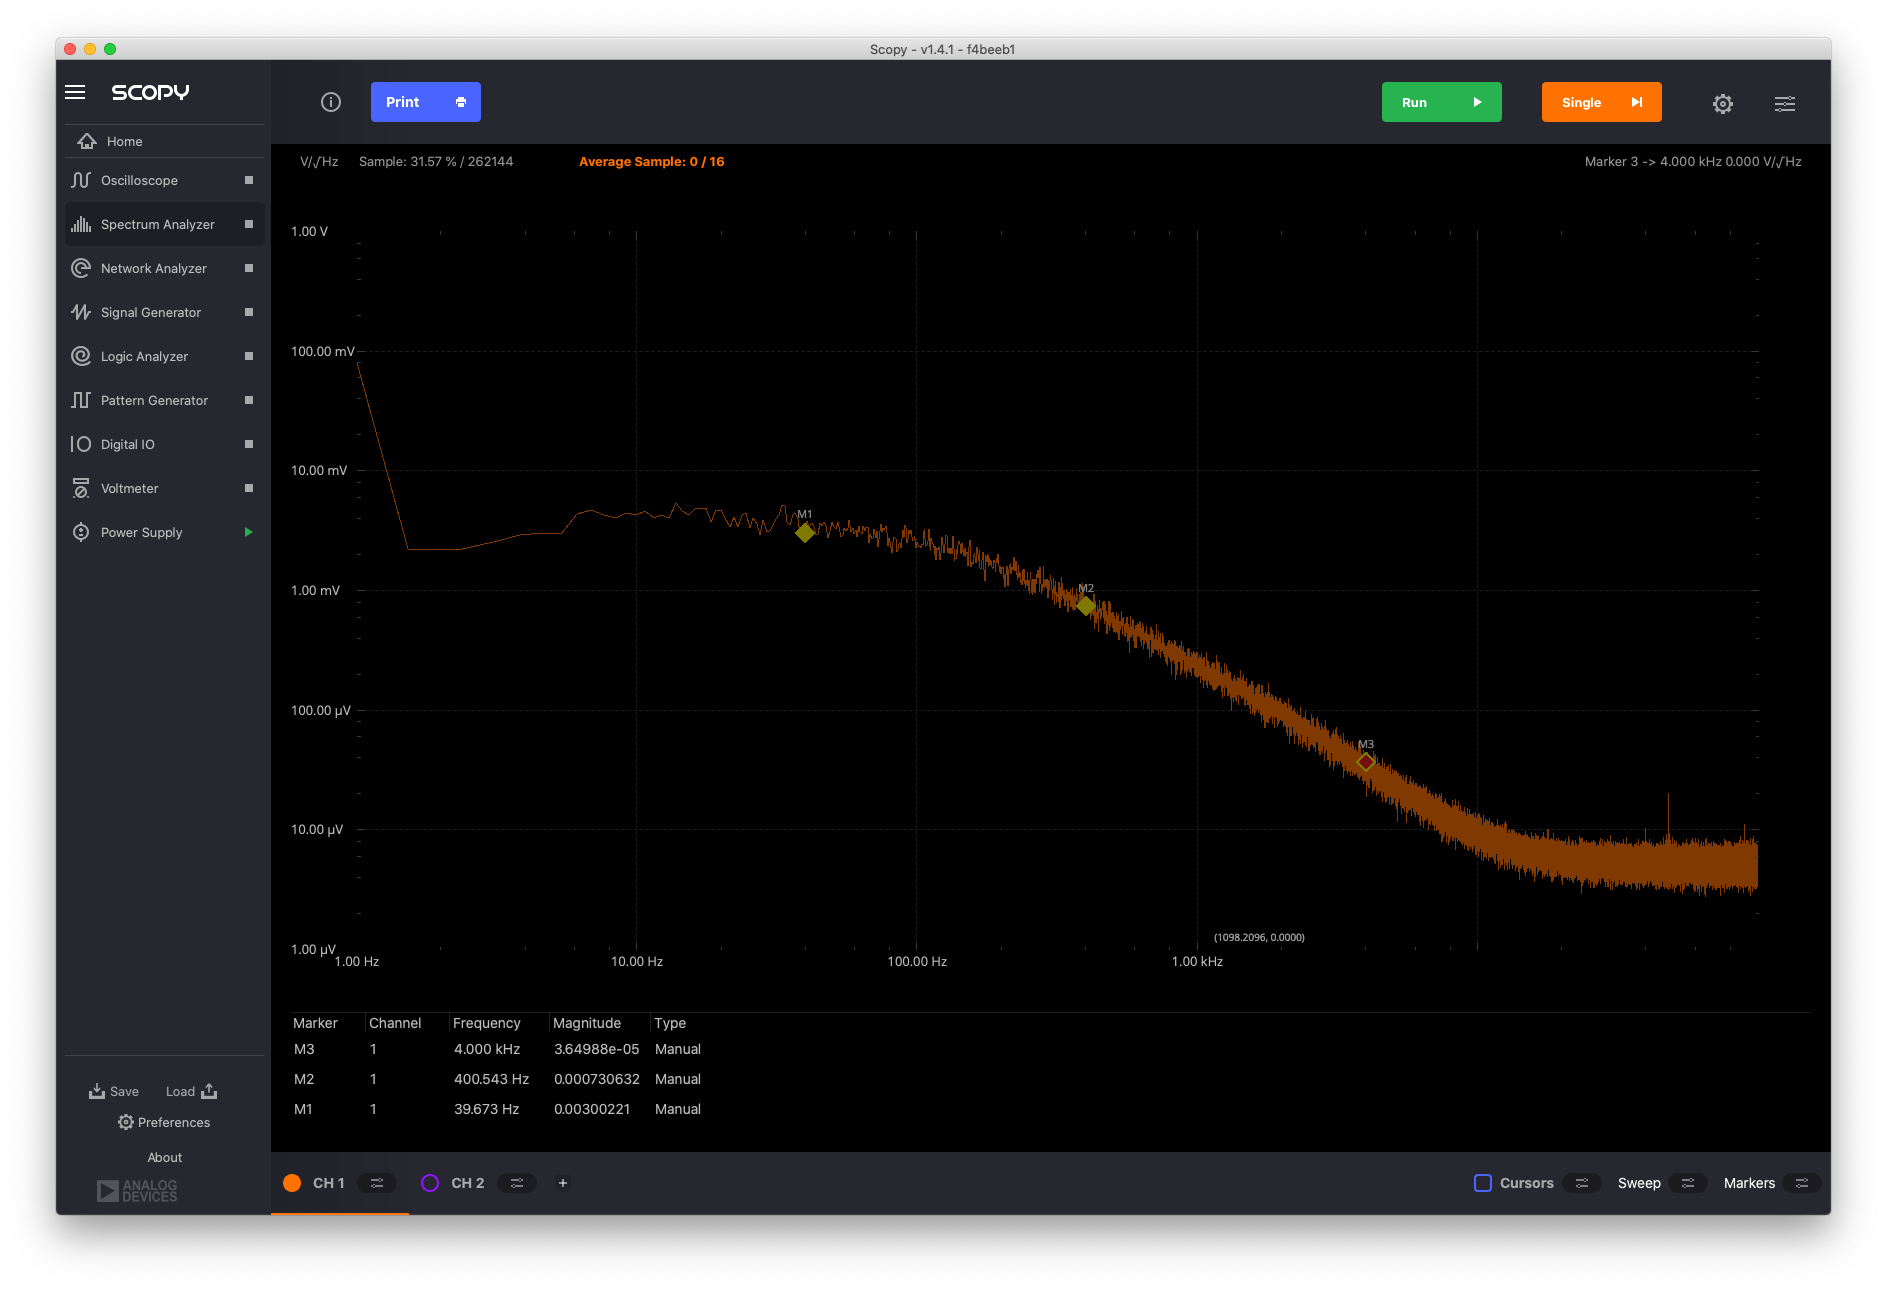 Scopy - v1.4.1 - f4beeb1
SCOPY
Print
Run
Single
Home
Oscilloscope
Spectrum Analyzer
Network Analyzer
Signal Generator
Logic Analyzer
Pattern Generator
Digital IO
Voltmeter
Power Supply
V/√Hz Sample: 31.57 % / 262144 Average Sample: 0 / 16 Marker 3 -> 4.000 kHz 0.000 V/√Hz
1.00 V
100.00 mV
10.00 mV
1.00 mV
100.00 µV
10.00 µV
1.00 µV
M1
M2
M3
(1098.2096, 0.0000)
1.00 Hz 10.00 Hz 100.00 Hz 1.00 kHz
Marker Channel Frequency Magnitude Type
M3 1 4.000 kHz 3.64988e-05 Manual
M2 1 400.543 Hz 0.000730632 Manual
M1 1 39.673 Hz 0.00300221 Manual
Save Load
Preferences
About
ANALOG
DEVICES
CH 1 CH 2 + Cursors Sweep Markers